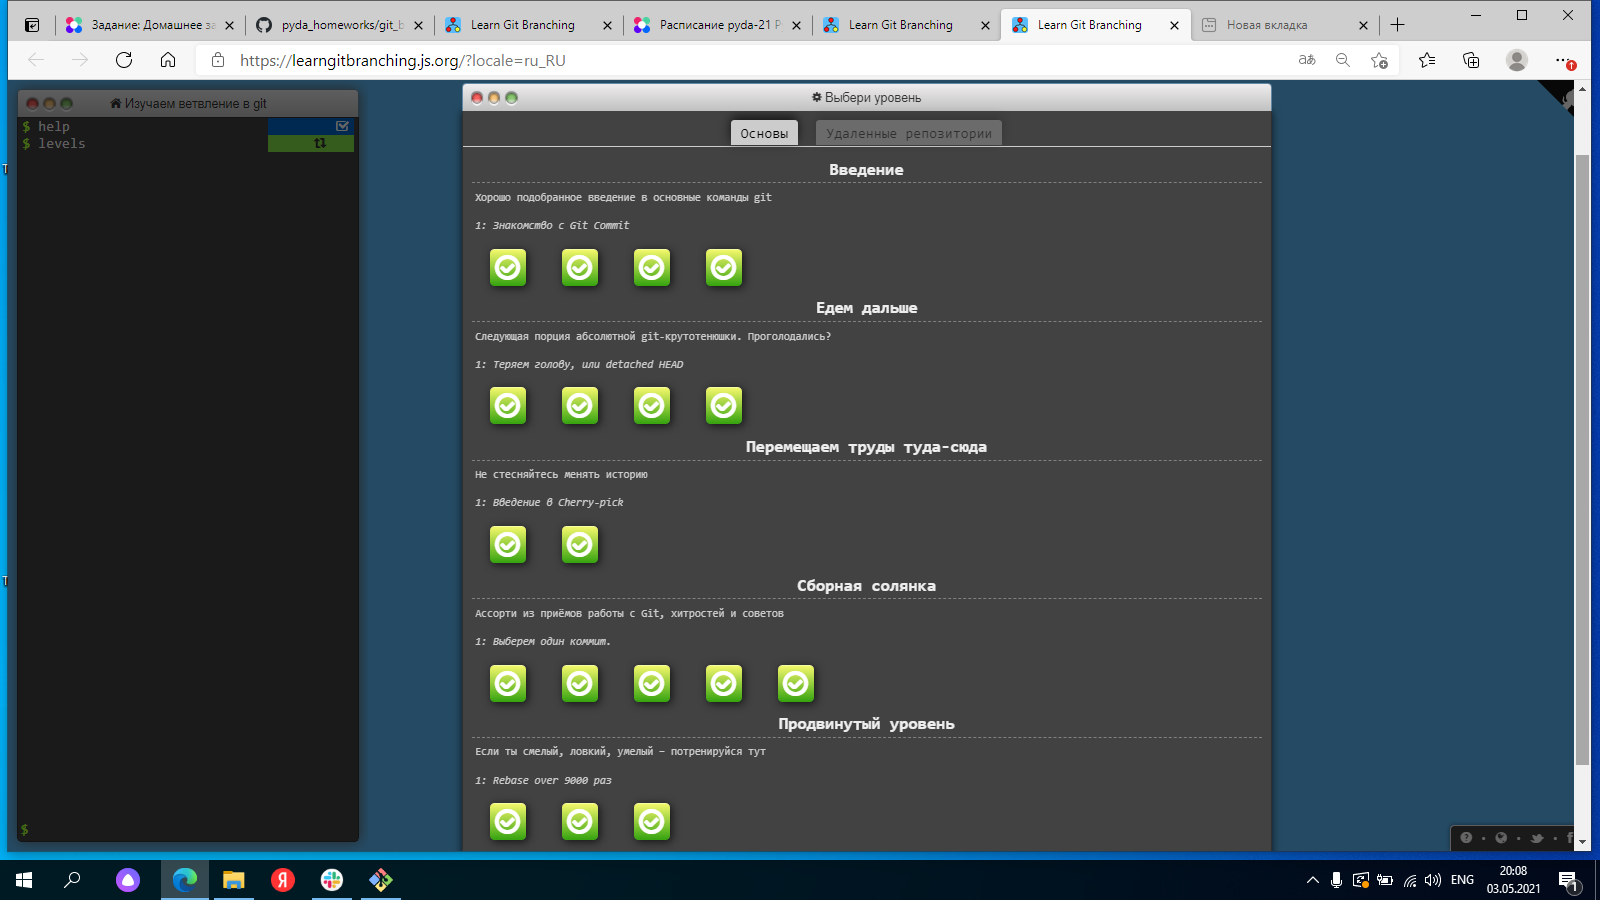 Задание: Домашнее за
pyda_homeworks/git_b
Learn Git Branching
Расписание pyda-21
Learn Git Branching
Learn Git Branching
Новая вкладка
https://learngitbranching.js.org/?locale=ru_RU
Изучаем ветвление в git
$ help
$ levels
$
Выбери уровень
Основы
Удаленные репозитории
Введение
Хорошо подобранное введение в основные команды git
1: Знакомство с Git Commit
Едем дальше
Следующая порция абсолютной git-крутотенюшки. Проголодались?
1: Теряем голову, или detached HEAD
Перемещаем труды туда-сюда
Не стесняйтесь менять историю
1: Введение в Cherry-pick
Сборная солянка
Ассорти из приёмов работы с Git, хитростей и советов
1: Выберем один коммит.
Продвинутый уровень
Если ты смелый, ловкий, умелый – потренируйся тут
1: Rebase over 9000 раз
ENG
20:08
03.05.2021
1